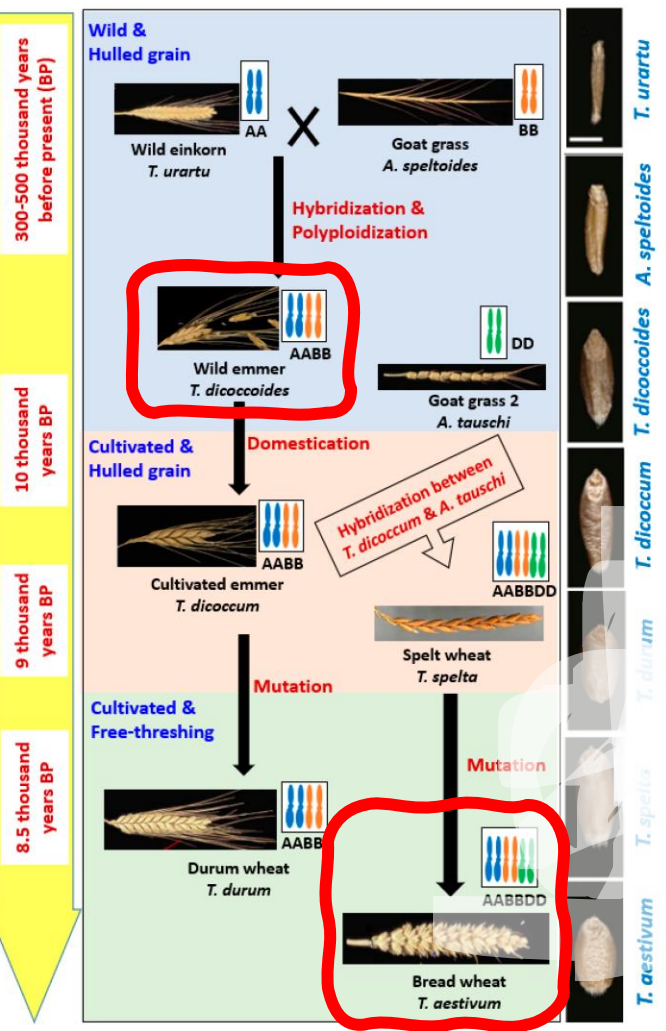 300-500 thousand years
before present (BP)
10 thousand
years BP
9 thousand
years BP
8.5 thousand
years BP
Wild &
Hulled grain
AA
BB
Wild einkorn
T. urartu
Goat grass
A. speltoides
Hybridization &
Polyploidization
AABB
Wild emmer
T. dicoccoides
DD
Goat grass 2
A. tauschi
Cultivated &
Hulled grain
Domestication
Hybridization between
T. dicoccum & A. tauschi
AABB
Cultivated emmer
T. dicoccum
AABBDD
Spelt wheat
T. spelta
Mutation
Cultivated &
Free-threshing
Mutation
AABB
Durum wheat
T. durum
AABBDD
Bread wheat
T. aestivum
T. urartu
A. speltoides
T. dicoccoides
T. dicoccum
T. durum
T. spelta
T. aestivum